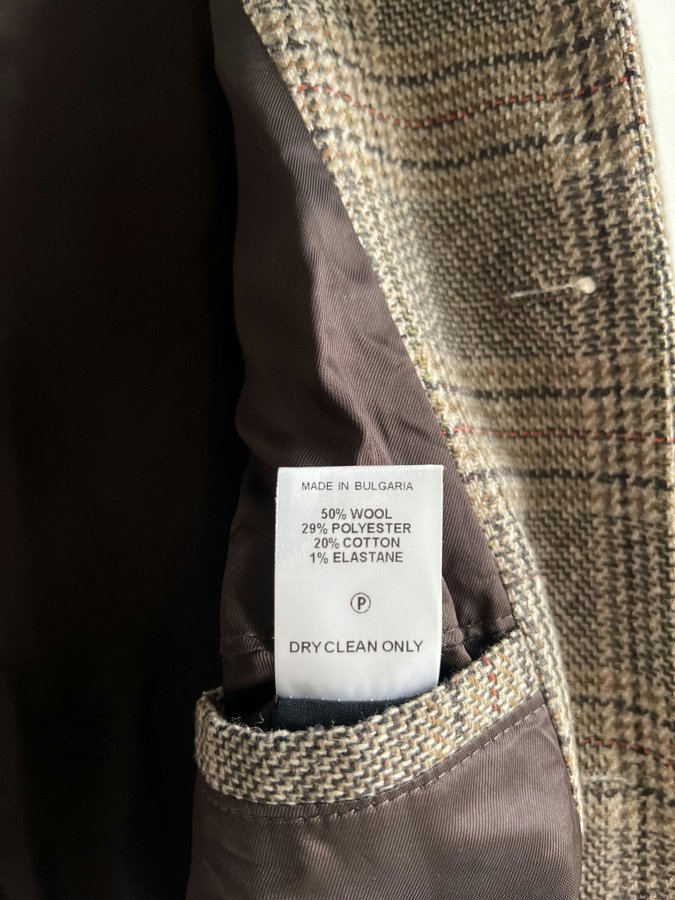 MADE IN BULGARIA
50% WOOL
29% POLYESTER
20% COTTON
1% ELASTANE
P
DRY CLEAN ONLY